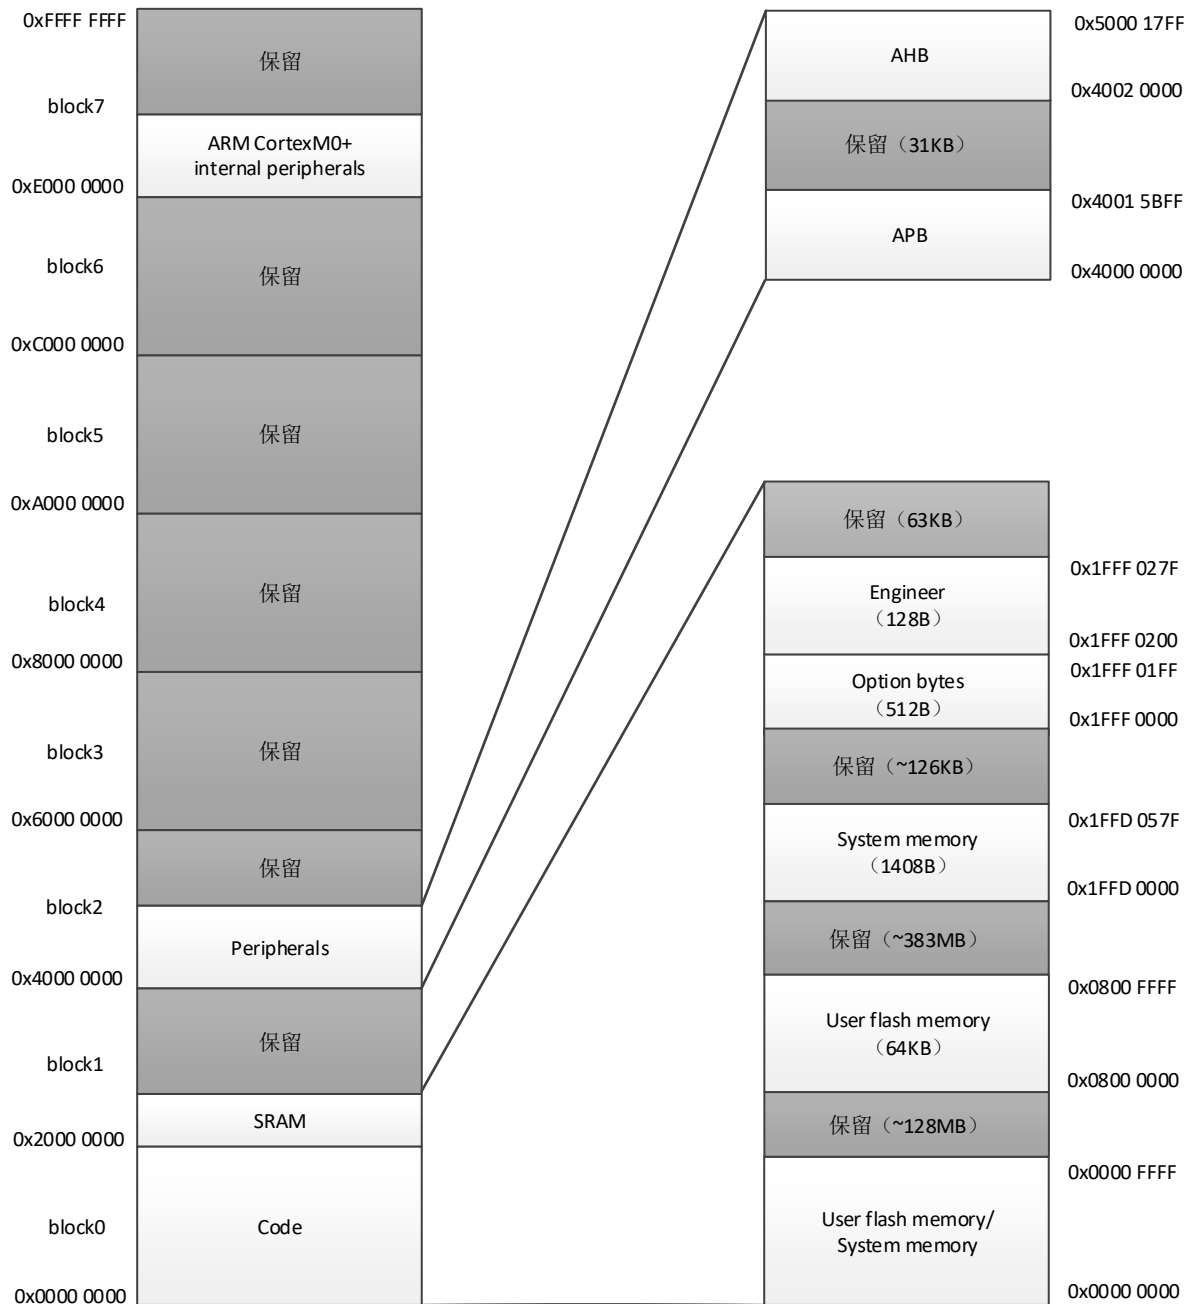 0xFFFF FFFF
保留
block7
ARM CortexM0+
internal peripherals
0xE000 0000
block6
保留
0xC000 0000
block5
保留
0xA000 0000
block4
保留
0x8000 0000
block3
保留
0x6000 0000
保留
block2
Peripherals
0x4000 0000
保留
block1
SRAM
0x2000 0000
block0
Code
0x0000 0000
0x5000 17FF
AHB
0x4002 0000
保留（31KB）
0x4001 5BFF
APB
0x4000 0000
保留（63KB）
0x1FFF 027F
Engineer
（128B）
0x1FFF 0200
0x1FFF 01FF
Option bytes
（512B）
0x1FFF 0000
保留（~126KB）
0x1FFD 057F
System memory
（1408B）
0x1FFD 0000
保留（~383MB）
0x0800 FFFF
User flash memory
（64KB）
0x0800 0000
保留（~128MB）
0x0000 FFFF
User flash memory/
System memory
0x0000 0000